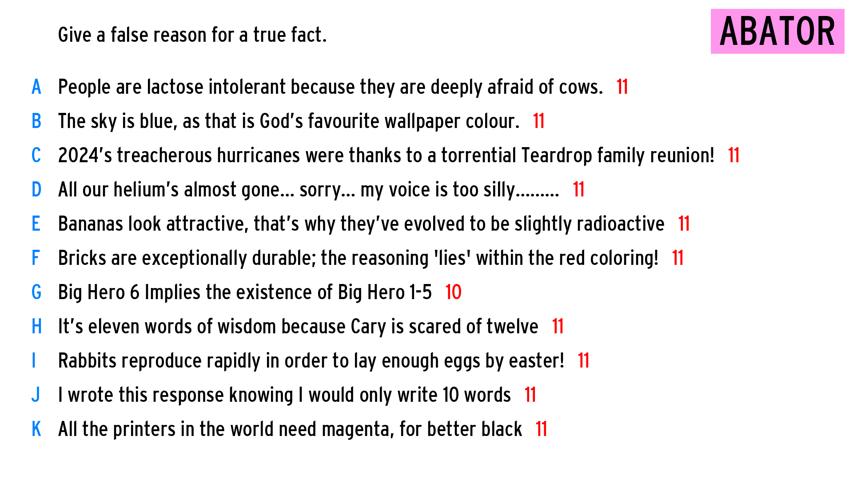 Give a false reason for a true fact.
ABATOR
A People are lactose intolerant because they are deeply afraid of cows. 11
B The sky is blue, as that is God's favourite wallpaper colour. 11
C 2024's treacherous hurricanes were thanks to a torrential Teardrop family reunion! 11
D All our helium's almost gone... sorry... my voice is too silly......... 11
E Bananas look attractive, that's why they've evolved to be slightly radioactive 11
F Bricks are exceptionally durable; the reasoning 'lies' within the red coloring! 11
G Big Hero 6 Implies the existence of Big Hero 1-5 10
H It's eleven words of wisdom because Cary is scared of twelve 11
I Rabbits reproduce rapidly in order to lay enough eggs by easter! 11
J I wrote this response knowing I would only write 10 words 11
K All the printers in the world need magenta, for better black 11